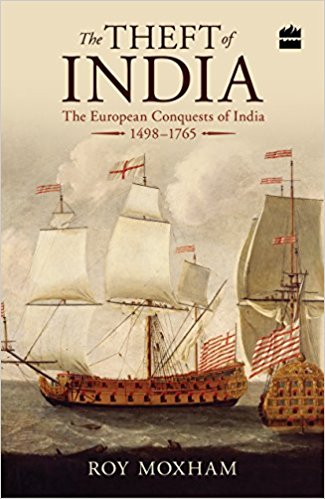 The THEFT of
INDIA
The European Conquests of India
1498–1765
ROY MOXHAM